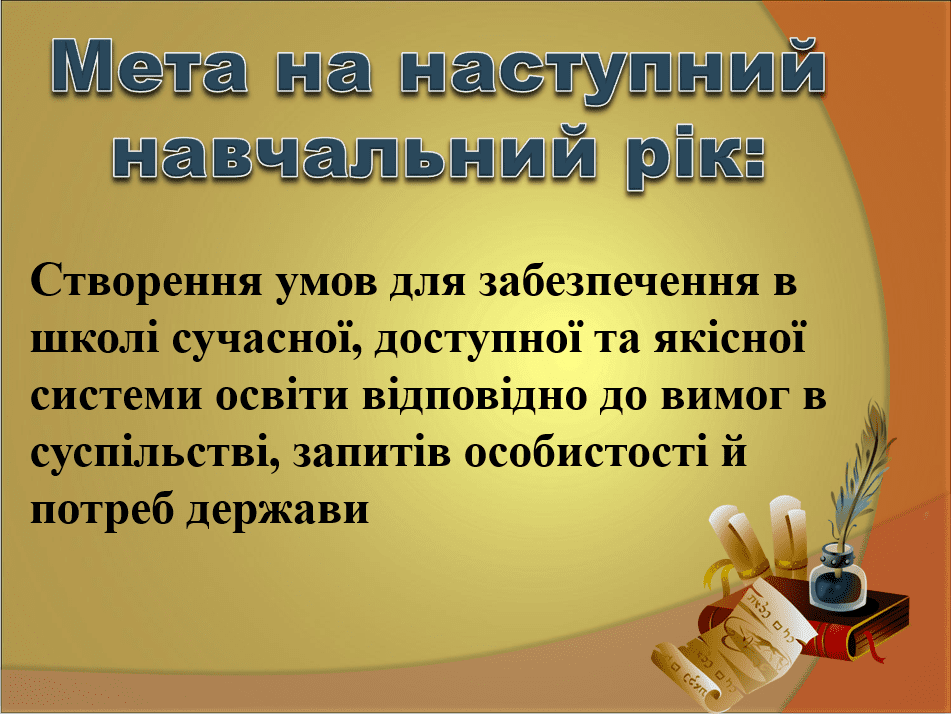 Мета на наступний
навчальний рік:
Створення умов для забезпечення в
школі сучасної, доступної та якісної
системи освіти відповідно до вимог в
суспільстві, запитів особистості й
потреб держави